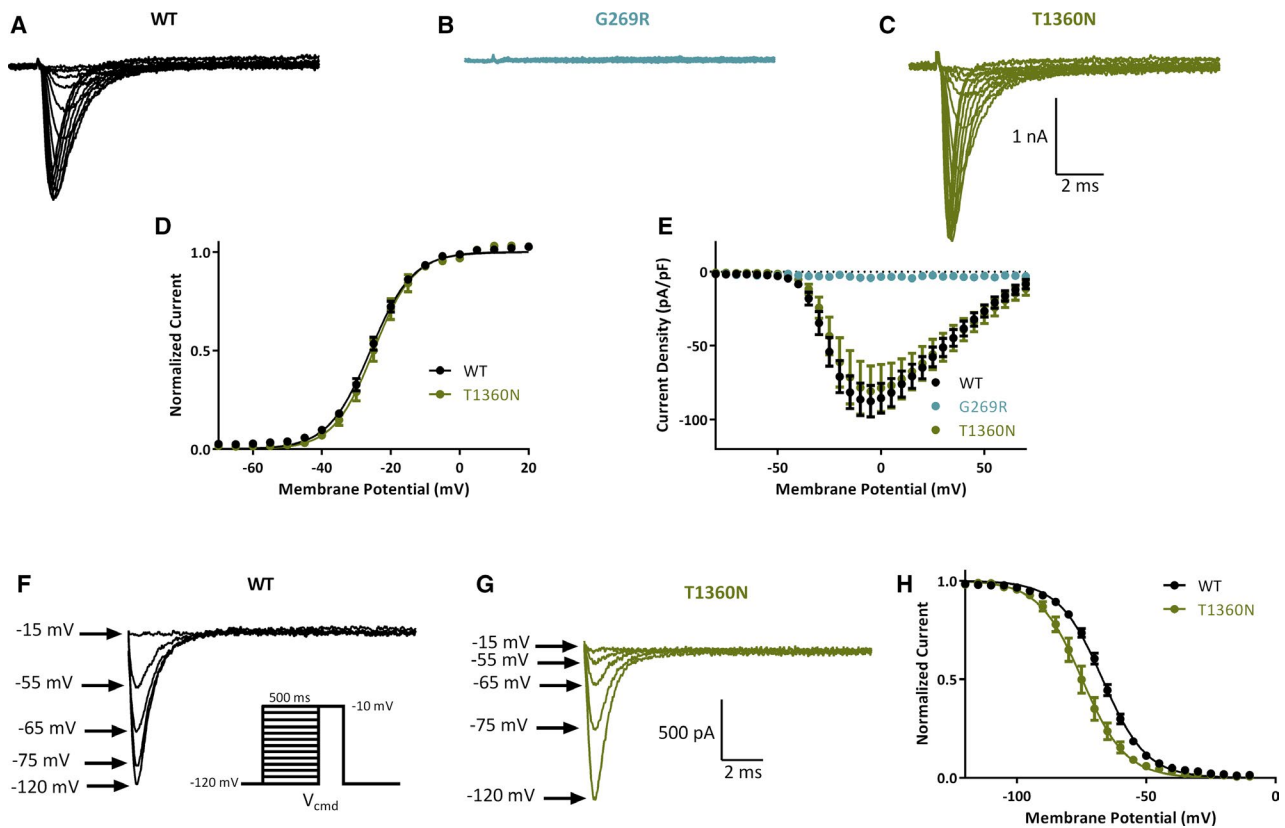 A
WT
B
G269R
C
T1360N
1 nA
2 ms
D
Normalized Current
1.0
0.5
0.0
-60
-40
-20
0
20
Membrane Potential (mV)
WT
T1360N
E
Current Density (pA/pF)
0
-50
-100
-50
0
50
Membrane Potential (mV)
WT
G269R
T1360N
F
WT
-15 mV
-55 mV
-65 mV
-75 mV
-120 mV
500 ms
-10 mV
-120 mV
Vcmd
G
T1360N
-15 mV
-55 mV
-65 mV
-75 mV
-120 mV
500 pA
2 ms
H
Normalized Current
1.0
0.5
0.0
-100
-50
0
Membrane Potential (mV)
WT
T1360N